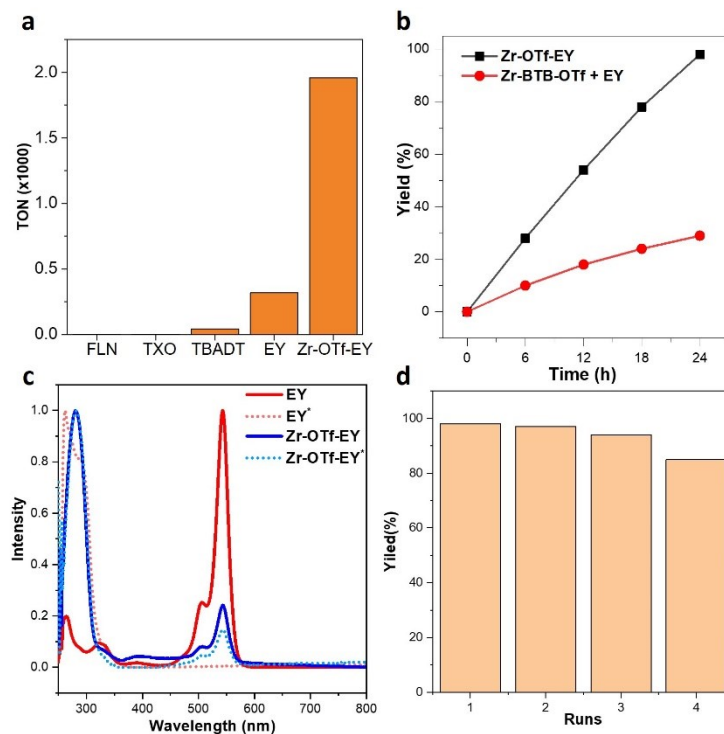 a
TON (x1000)
2.0
1.5
1.0
0.5
0.0
FLN TXO TBADT EY Zr-OTf-EY
b
Zr-OTf-EY
Zr-BTB-OTf + EY
Yield (%)
100
80
60
40
20
0
0 6 12 18 24
Time (h)
c
EY
EY*
Zr-OTf-EY
Zr-OTf-EY*
Intensity
1.0
0.8
0.6
0.4
0.2
0.0
300 400 500 600 700 800
Wavelength (nm)
d
Yiled(%)
100
80
60
40
20
0
1 2 3 4
Runs